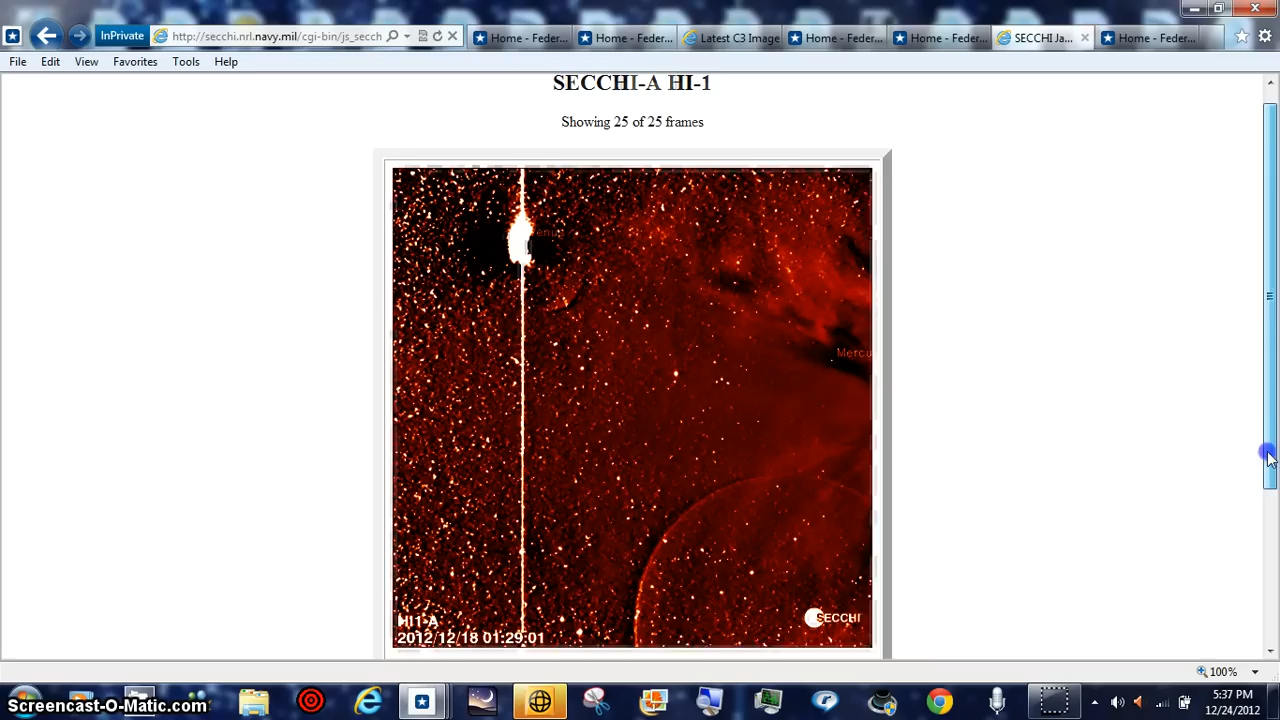 InPrivate
http://secchi.nrl.navy.mil/cgi-bin/js_secch
Home - Feder...
Home - Feder...
Latest C3 Image
Home - Feder...
Home - Feder...
SECCHI Ja...
Home - Feder...
File Edit View Favorites Tools Help
SECCHI-A HI-1
Showing 25 of 25 frames
Mercu
HI1-A
2012/12/18 01:29:01
SECCHI
100%
Screencast-O-Matic.com
5:37 PM
12/24/2012